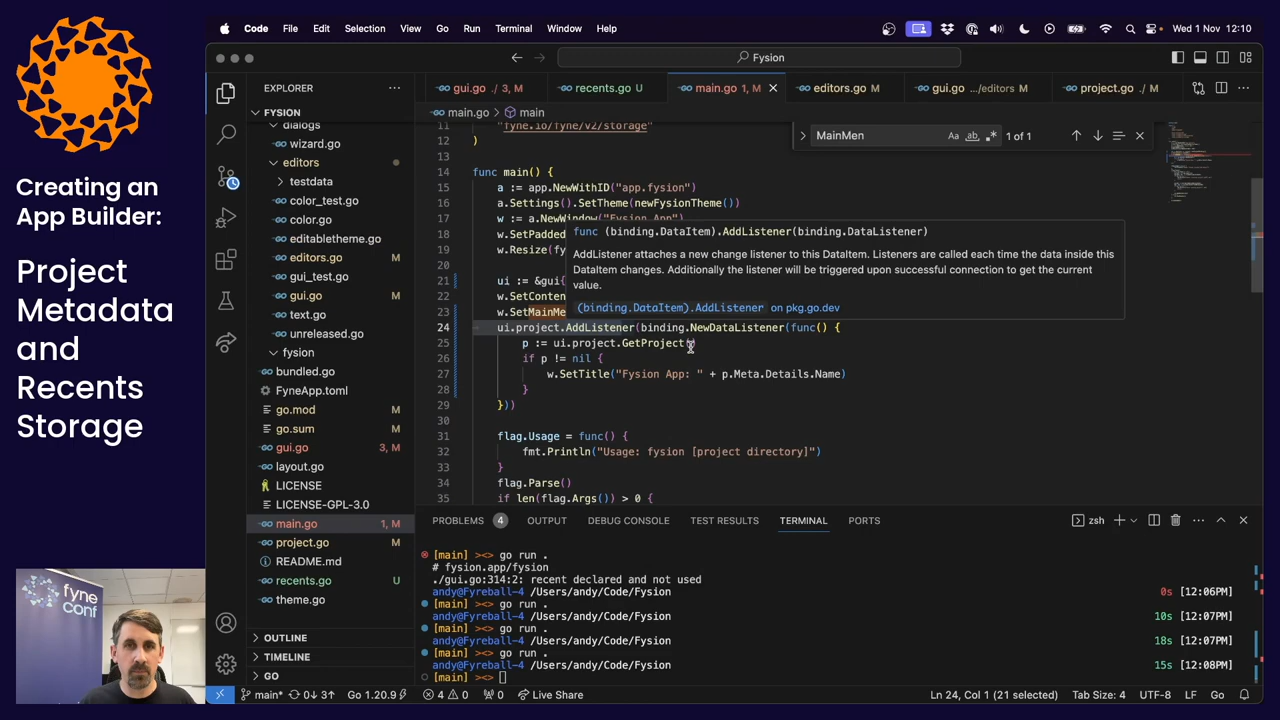 Creating an
App Builder:
Project
Metadata
and
Recents
Storage
fyne
conf
Code File Edit Selection View Go Run Terminal Window Help
Wed 1 Nov 12:10
Fysion
EXPLORER
gui.go ./ 3, M
recents.go U
main.go 1, M
editors.go M
gui.go .../editors M
project.go ./ M
FYSION
main.go > main
dialogs
wizard.go
editors
testdata
color_test.go
color.go
editabletheme.go
editors.go M
gui_test.go
gui.go M
text.go
unreleased.go M
fysion
bundled.go
FyneApp.toml
go.mod M
go.sum M
gui.go 3, M
layout.go
LICENSE
LICENSE-GPL-3.0
main.go 1, M
project.go M
README.md
recents.go U
theme.go
OUTLINE
TIMELINE
GO
MainMen Aa ab 1 of 1
11 "fyne.io/fyne/v2/storage"
12 )
13
14 func main() {
15 a := app.NewWithID("app.fysion")
16 a.Settings().SetTheme(newFysionTheme())
17 w := a.NewWindow("Fysion App")
18 w.SetPadded
19 w.Resize(fy
20
21 ui := &gui{
22 w.SetConten
23 w.SetMainMe
24 ui.project.AddListener(binding.NewDataListener(func() {
25 p := ui.project.GetProject()
26 if p != nil {
27 w.SetTitle("Fysion App: " + p.Meta.Details.Name)
28 }
29 }))
30
31 flag.Usage = func() {
32 fmt.Println("Usage: fysion [project directory]")
33 }
34 flag.Parse()
35 if len(flag.Args()) > 0 {
func (binding.DataItem).AddListener(binding.DataListener)
AddListener attaches a new change listener to this DataItem. Listeners are called each time the data inside this
DataItem changes. Additionally the listener will be triggered upon successful connection to get the current
value.
(binding.DataItem).AddListener on pkg.go.dev
PROBLEMS 4 OUTPUT DEBUG CONSOLE TEST RESULTS TERMINAL PORTS
zsh
[main] ><> go run .
# fysion.app/fysion
./gui.go:314:2: recent declared and not used
andy@Fyreball-4 /Users/andy/Code/Fysion 0s [12:06PM]
[main] ><> go run .
andy@Fyreball-4 /Users/andy/Code/Fysion 10s [12:07PM]
[main] ><> go run .
andy@Fyreball-4 /Users/andy/Code/Fysion 18s [12:07PM]
[main] ><> go run .
andy@Fyreball-4 /Users/andy/Code/Fysion 15s [12:08PM]
[main] ><>
main* 0↓ 3↑ Go 1.20.9 4 0 0 Live Share
Ln 24, Col 1 (21 selected) Tab Size: 4 UTF-8 LF Go